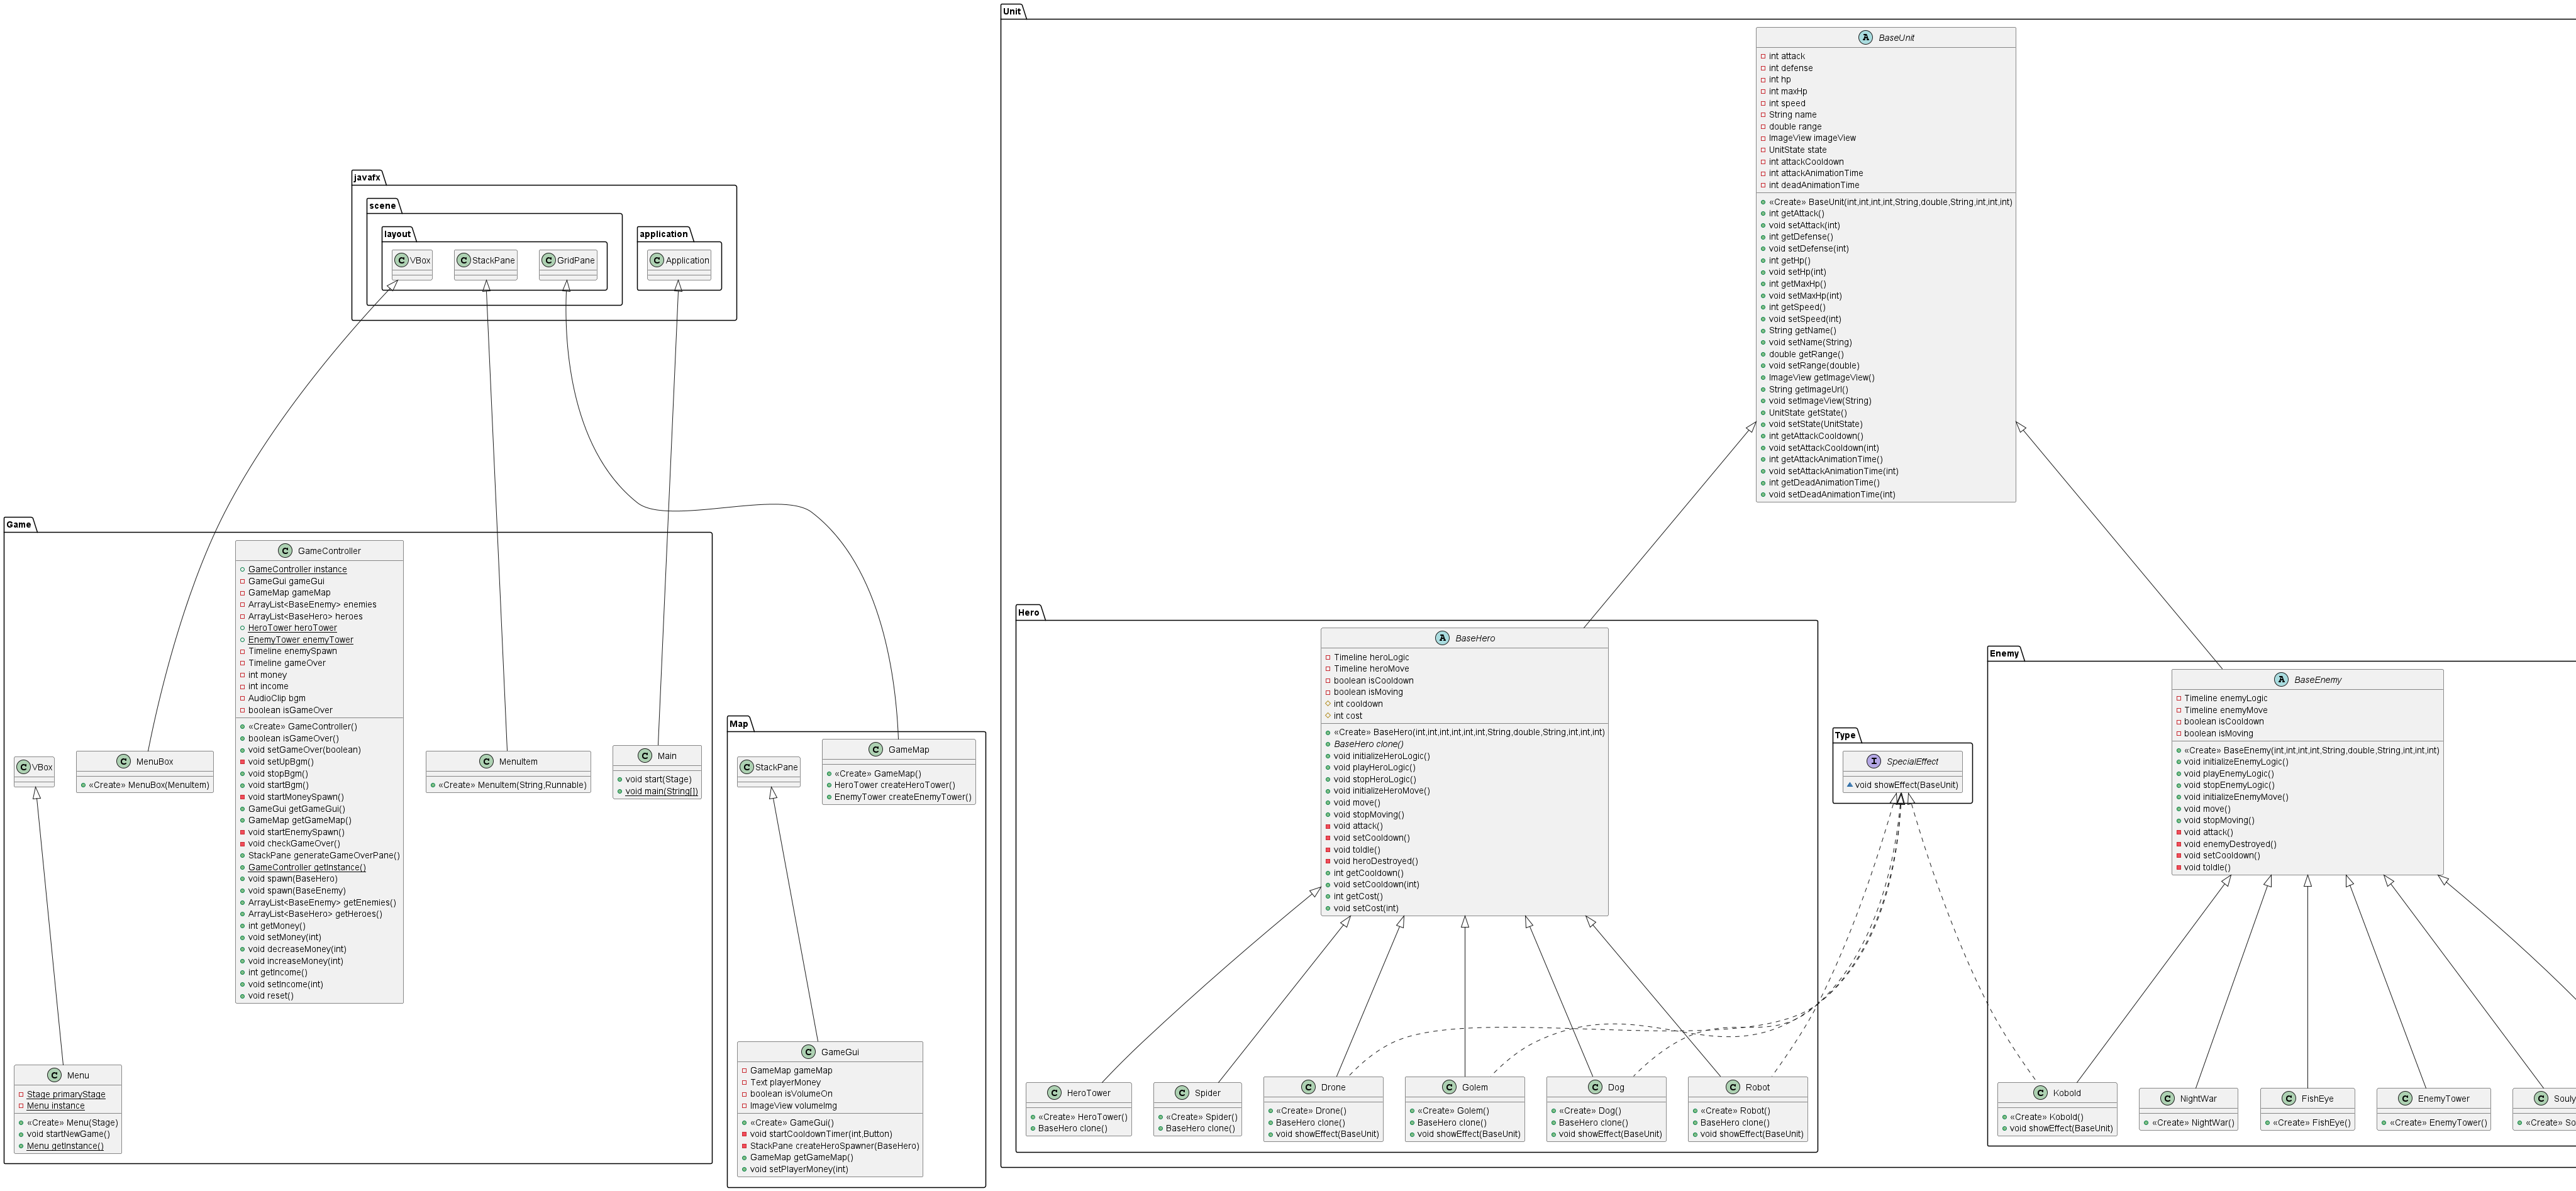 Unit
A BaseUnit
int attack
int defense
int hp
int maxHp
int speed
String name
double range
ImageView imageView
UnitState state
int attackCooldown
int attackAnimationTime
int deadAnimationTime
«Create» BaseUnit(int,int,int,int,String,double,String,int,int,int)
int getAttack()
void setAttack(int)
int getDefense()
void setDefense(int)
int getHp()
void setHp(int)
int getMaxHp()
void setMaxHp(int)
int getSpeed()
void setSpeed(int)
String getName()
void setName(String)
double getRange()
void setRange(double)
ImageView getImageView()
String getImageUrl()
void setImageView(String)
UnitState getState()
void setState(UnitState)
int getAttackCooldown()
void setAttackCooldown(int)
int getAttackAnimationTime()
void setAttackAnimationTime(int)
int getDeadAnimationTime()
void setDeadAnimationTime(int)
javafx
scene
layout
C VBox
C StackPane
C GridPane
application
C Application
Game
C GameController
GameController instance
GameGui gameGui
GameMap gameMap
ArrayList<BaseEnemy> enemies
ArrayList<BaseHero> heroes
HeroTower heroTower
EnemyTower enemyTower
Timeline enemySpawn
Timeline gameOver
int money
int income
AudioClip bgm
boolean isGameOver
«Create» GameController()
boolean isGameOver()
void setGameOver(boolean)
void setUpBgm()
void stopBgm()
void startBgm()
void startMoneySpawn()
GameGui getGameGui()
GameMap getGameMap()
void startEnemySpawn()
void checkGameOver()
StackPane generateGameOverPane()
GameController getInstance()
void spawn(BaseHero)
void spawn(BaseEnemy)
ArrayList<BaseEnemy> getEnemies()
ArrayList<BaseHero> getHeroes()
int getMoney()
void setMoney(int)
void decreaseMoney(int)
void increaseMoney(int)
int getIncome()
void setIncome(int)
void reset()
C VBox
C MenuBox
«Create» MenuBox(MenuItem)
C MenuItem
«Create» MenuItem(String,Runnable)
C Main
void start(Stage)
void main(String[])
C Menu
Stage primaryStage
Menu instance
«Create» Menu(Stage)
void startNewGame()
Menu getInstance()
Map
C StackPane
C GameMap
«Create» GameMap()
HeroTower createHeroTower()
EnemyTower createEnemyTower()
C GameGui
GameMap gameMap
Text playerMoney
boolean isVolumeOn
ImageView volumeImg
«Create» GameGui()
void startCooldownTimer(int,Button)
StackPane createHeroSpawner(BaseHero)
GameMap getGameMap()
void setPlayerMoney(int)
Hero
A BaseHero
Timeline heroLogic
Timeline heroMove
boolean isCooldown
boolean isMoving
int cooldown
int cost
«Create» BaseHero(int,int,int,int,int,int,String,double,String,int,int,int)
BaseHero clone()
void initializeHeroLogic()
void playHeroLogic()
void stopHeroLogic()
void initializeHeroMove()
void move()
void stopMoving()
void attack()
void setCooldown()
void toIdle()
void heroDestroyed()
int getCooldown()
void setCooldown(int)
int getCost()
void setCost(int)
C HeroTower
«Create» HeroTower()
BaseHero clone()
C Spider
«Create» Spider()
BaseHero clone()
C Drone
«Create» Drone()
BaseHero clone()
void showEffect(BaseUnit)
C Golem
«Create» Golem()
BaseHero clone()
void showEffect(BaseUnit)
C Dog
«Create» Dog()
BaseHero clone()
void showEffect(BaseUnit)
C Robot
«Create» Robot()
BaseHero clone()
void showEffect(BaseUnit)
Type
I SpecialEffect
void showEffect(BaseUnit)
Enemy
A BaseEnemy
Timeline enemyLogic
Timeline enemyMove
boolean isCooldown
boolean isMoving
«Create» BaseEnemy(int,int,int,int,String,double,String,int,int,int)
void initializeEnemyLogic()
void playEnemyLogic()
void stopEnemyLogic()
void initializeEnemyMove()
void move()
void stopMoving()
void attack()
void enemyDestroyed()
void setCooldown()
void toIdle()
C Kobold
«Create» Kobold()
void showEffect(BaseUnit)
C NightWar
«Create» NightWar()
C FishEye
«Create» FishEye()
C EnemyTower
«Create» EnemyTower()
C Souly
«Create» So